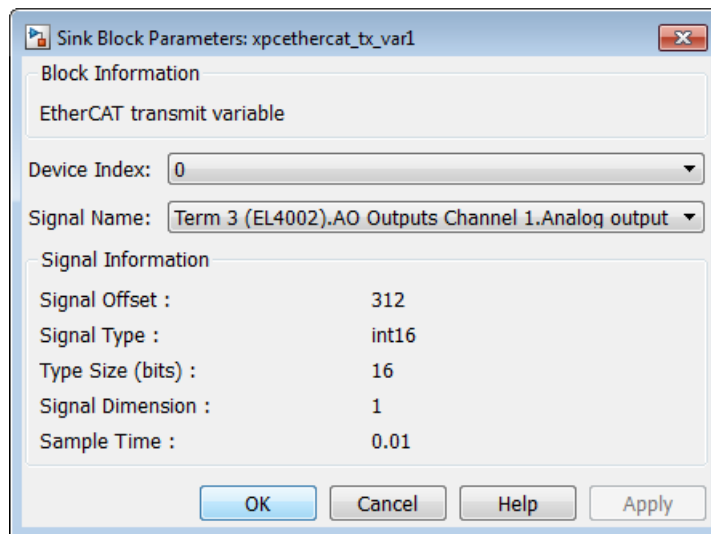 Sink Block Parameters: xpcethercat_tx_var1
Block Information
EtherCAT transmit variable
Device Index: 0
Signal Name: Term 3 (EL4002).AO Outputs Channel 1.Analog output
Signal Information
Signal Offset : 312
Signal Type : int16
Type Size (bits) : 16
Signal Dimension : 1
Sample Time : 0.01
OK Cancel Help Apply